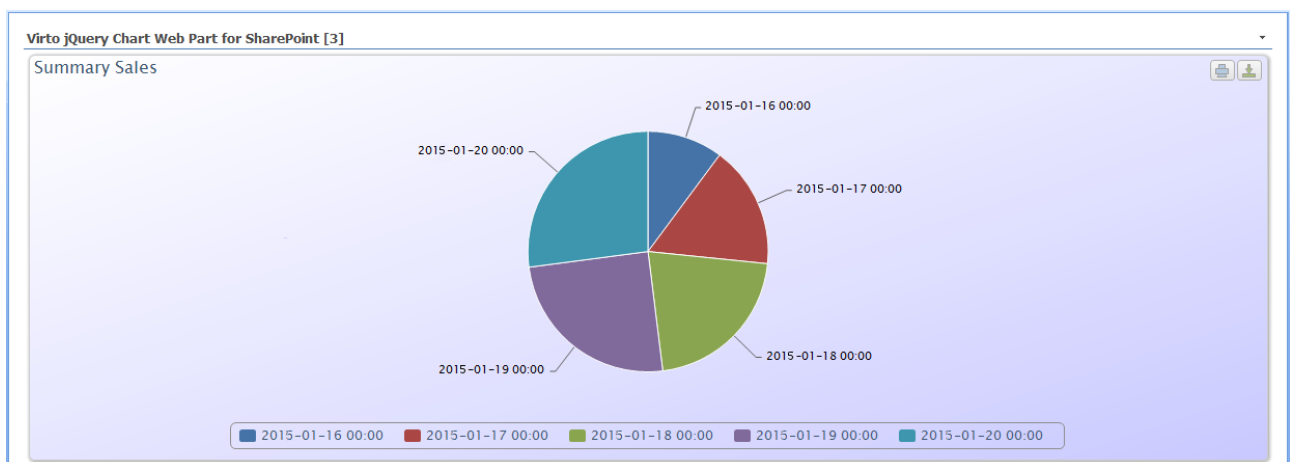 Virto jQuery Chart Web Part for SharePoint [3]
Summary Sales
2015-01-16 00:00
2015-01-20 00:00
2015-01-17 00:00
2015-01-18 00:00
2015-01-19 00:00
2015-01-16 00:00 2015-01-17 00:00 2015-01-18 00:00 2015-01-19 00:00 2015-01-20 00:00